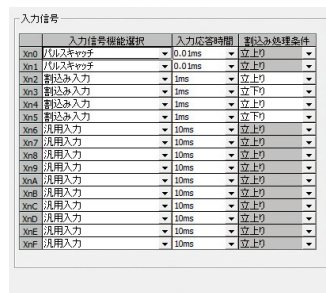 入力信号
入力信号機能選択 入力応答時間 割込み処理条件
Xn0 パルスキャッチ 0.01ms 立上り
Xn1 パルスキャッチ 0.01ms 立上り
Xn2 割込み入力 1ms 立上り
Xn3 割込み入力 1ms 立下り
Xn4 割込み入力 1ms 立上り
Xn5 割込み入力 1ms 立下り
Xn6 汎用入力 10ms 立上り
Xn7 汎用入力 10ms 立上り
Xn8 汎用入力 10ms 立上り
Xn9 汎用入力 10ms 立上り
XnA 汎用入力 10ms 立上り
XnB 汎用入力 10ms 立上り
XnC 汎用入力 10ms 立上り
XnD 汎用入力 10ms 立上り
XnE 汎用入力 10ms 立上り
XnF 汎用入力 10ms 立上り